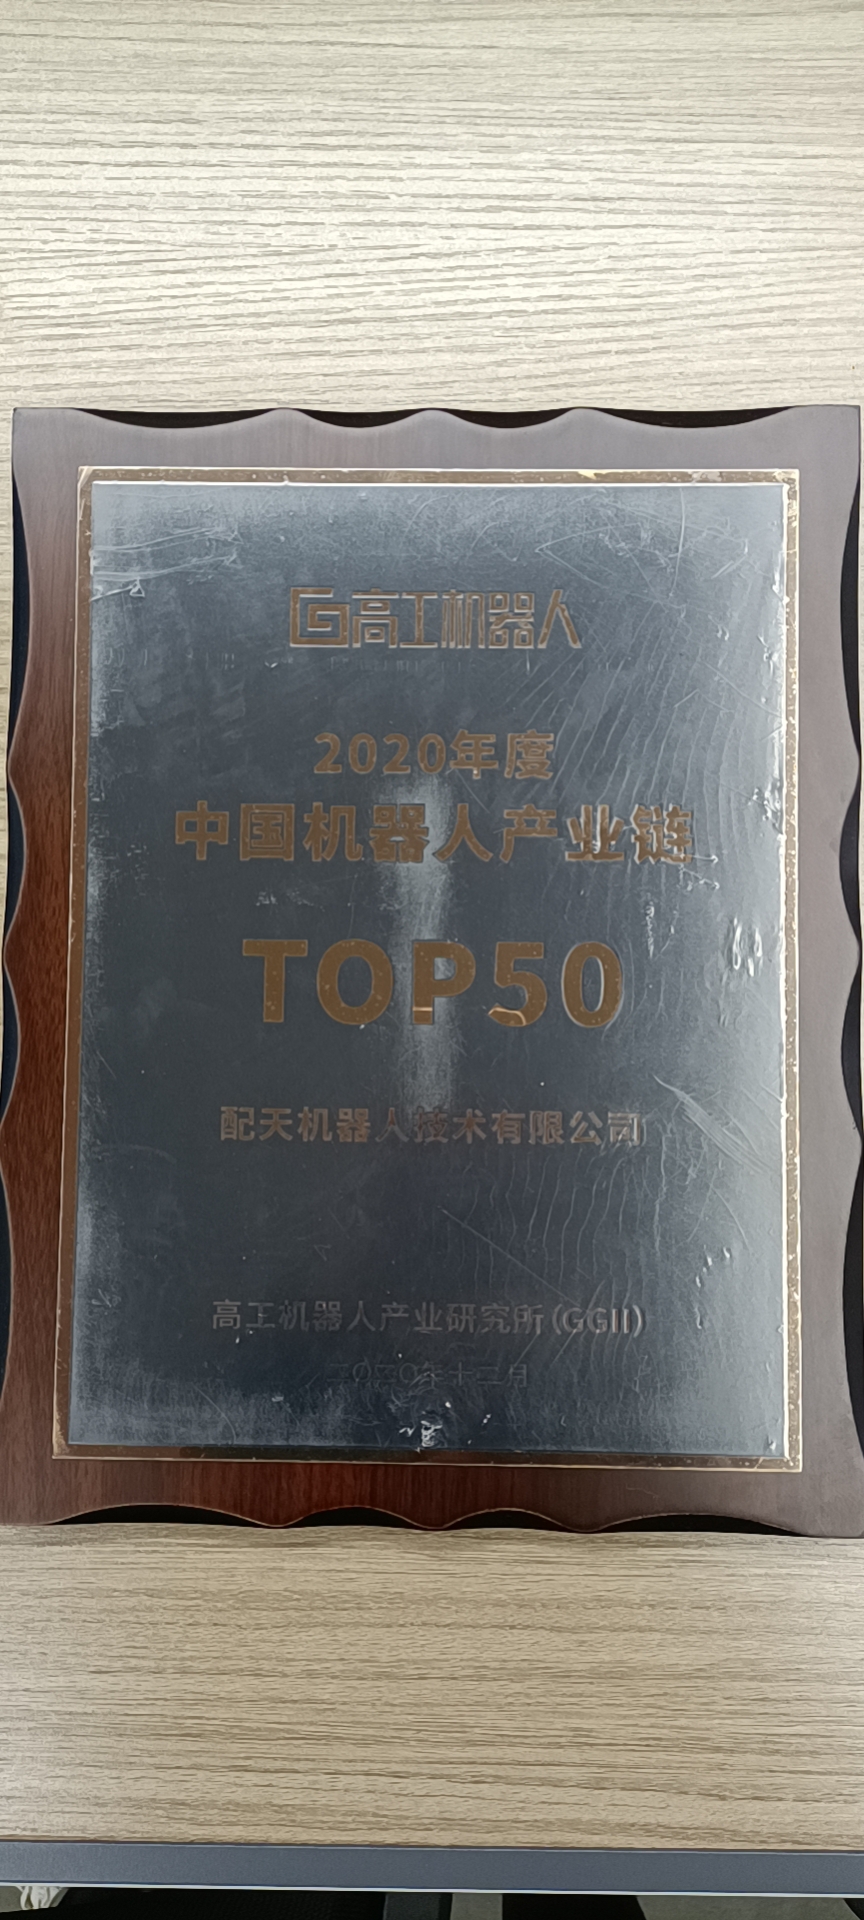 高工机器人
2020年度
中国机器人产业链
TOP50
配天机器人技术有限公司
高工机器人产业研究所(GGII)
二〇二〇年十二月